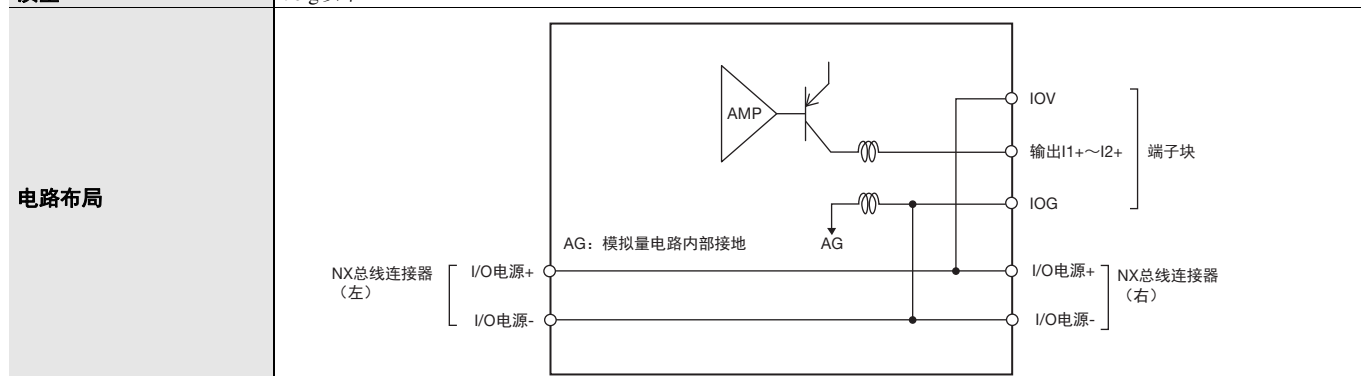 电路布局
AMP
IOV
输出I1+～I2+
端子块
IOG
AG：模拟量电路内部接地
AG
NX总线连接器
（左）
I/O电源+
I/O电源-
I/O电源+
I/O电源-
NX总线连接器
（右）